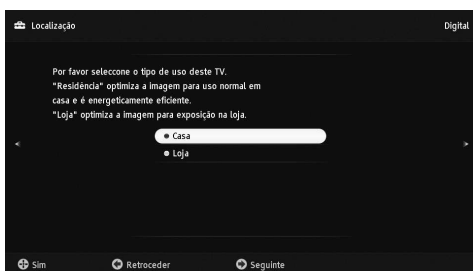 Localização
Digital
Por favor seleccone o tipo de uso deste TV.
"Residência" optimiza a imagem para uso normal em
casa e é energeticamente eficiente.
"Loja" optimiza a imagem para exposição na loja.
Casa
Loja
Sim
Retroceder
Seguinte